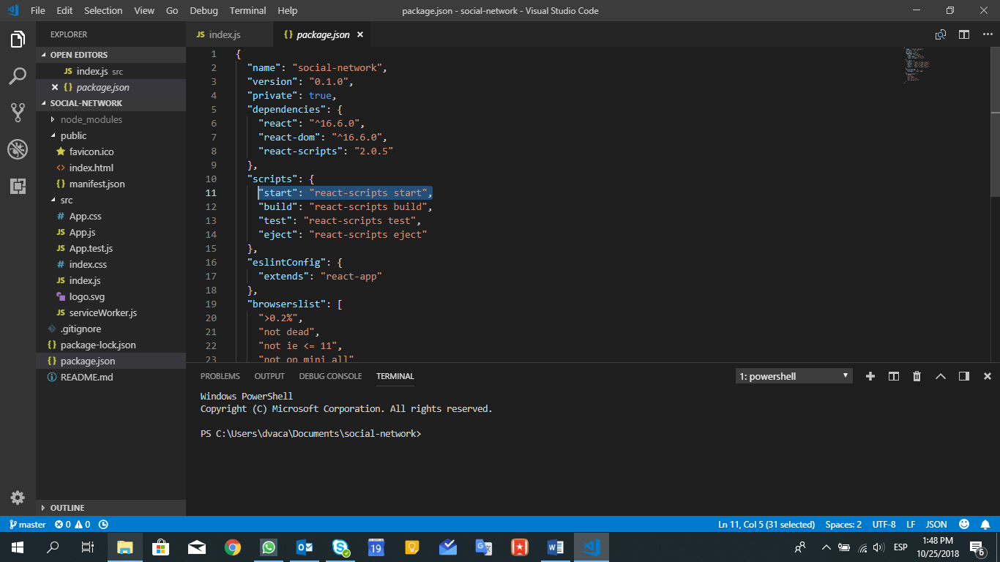 File Edit Selection View Go Debug Terminal Help
package.json - social-network - Visual Studio Code
EXPLORER
OPEN EDITORS
JS index.js src
{} package.json
SOCIAL-NETWORK
node_modules
public
favicon.ico
<> index.html
{} manifest.json
src
# App.css
JS App.js
JS App.test.js
# index.css
JS index.js
logo.svg
JS serviceWorker.js
.gitignore
{} package-lock.json
{} package.json
README.md
OUTLINE
JS index.js {} package.json
1 {
2 "name": "social-network",
3 "version": "0.1.0",
4 "private": true,
5 "dependencies": {
6 "react": "^16.6.0",
7 "react-dom": "^16.6.0",
8 "react-scripts": "2.0.5"
9 },
10 "scripts": {
11 "start": "react-scripts start",
12 "build": "react-scripts build",
13 "test": "react-scripts test",
14 "eject": "react-scripts eject"
15 },
16 "eslintConfig": {
17 "extends": "react-app"
18 },
19 "browserslist": [
20 ">0.2%",
21 "not dead",
22 "not ie <= 11",
23 "not op_mini all"
PROBLEMS OUTPUT DEBUG CONSOLE TERMINAL
1: powershell
Windows PowerShell
Copyright (C) Microsoft Corporation. All rights reserved.
PS C:\Users\dvaca\Documents\social-network>
master 0 0
Ln 11, Col 5 (31 selected) Spaces: 2 UTF-8 LF JSON
19
ESP
1:48 PM
10/25/2018
6